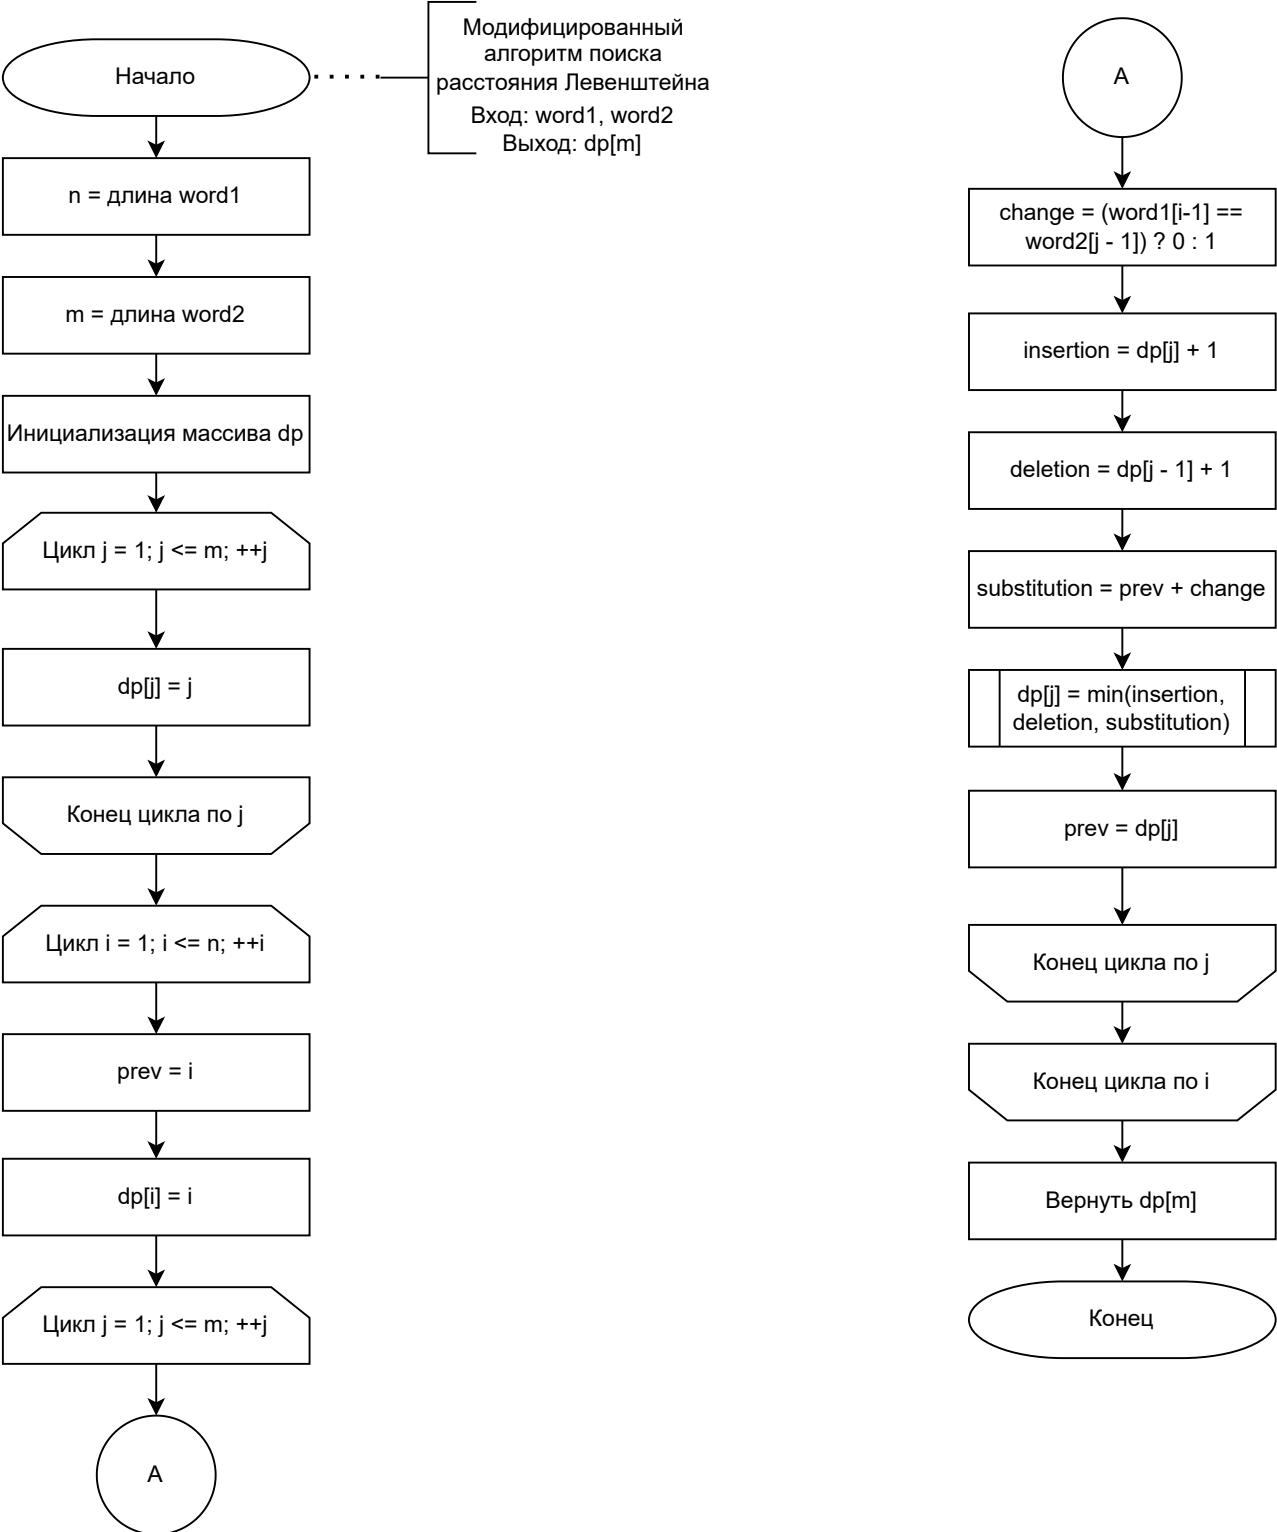 Начало
Модифицированный
алгоритм поиска
расстояния Левенштейна
Вход: word1, word2
Выход: dp[m]
n = длина word1
m = длина word2
Инициализация массива dp
Цикл j = 1; j <= m; ++j
dp[j] = j
Конец цикла по j
Цикл i = 1; i <= n; ++i
prev = i
dp[i] = i
Цикл j = 1; j <= m; ++j
A
A
change = (word1[i-1] ==
word2[j - 1]) ? 0 : 1
insertion = dp[j] + 1
deletion = dp[j - 1] + 1
substitution = prev + change
dp[j] = min(insertion,
deletion, substitution)
prev = dp[j]
Конец цикла по j
Конец цикла по i
Вернуть dp[m]
Конец